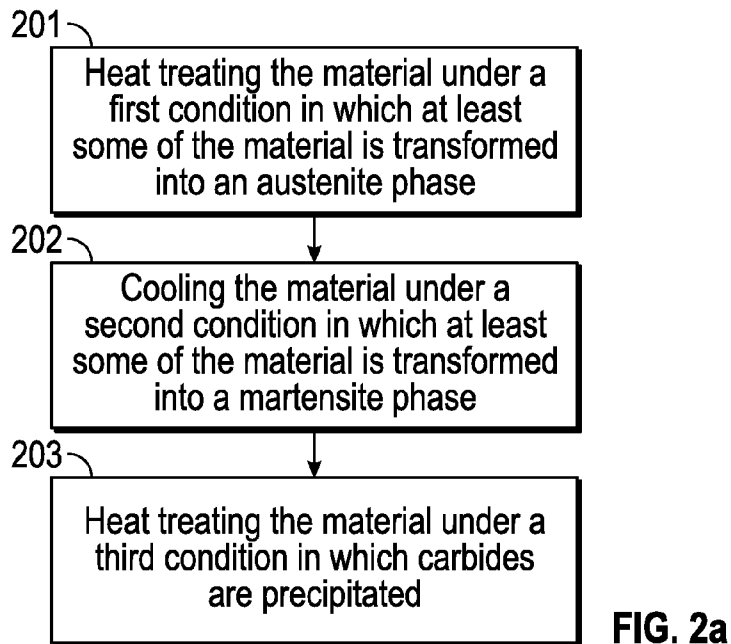 201
Heat treating the material under a
first condition in which at least
some of the material is transformed
into an austenite phase
202
Cooling the material under a
second condition in which at least
some of the material is transformed
into a martensite phase
203
Heat treating the material under a
third condition in which carbides
are precipitated
FIG. 2a